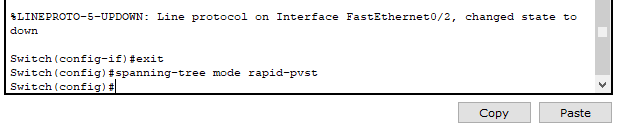 %LINEPROTO-5-UPDOWN: Line protocol on Interface FastEthernet0/2, changed state to
down
Switch(config-if)#exit
Switch(config)#spanning-tree mode rapid-pvst
Switch(config)#
Copy
Paste